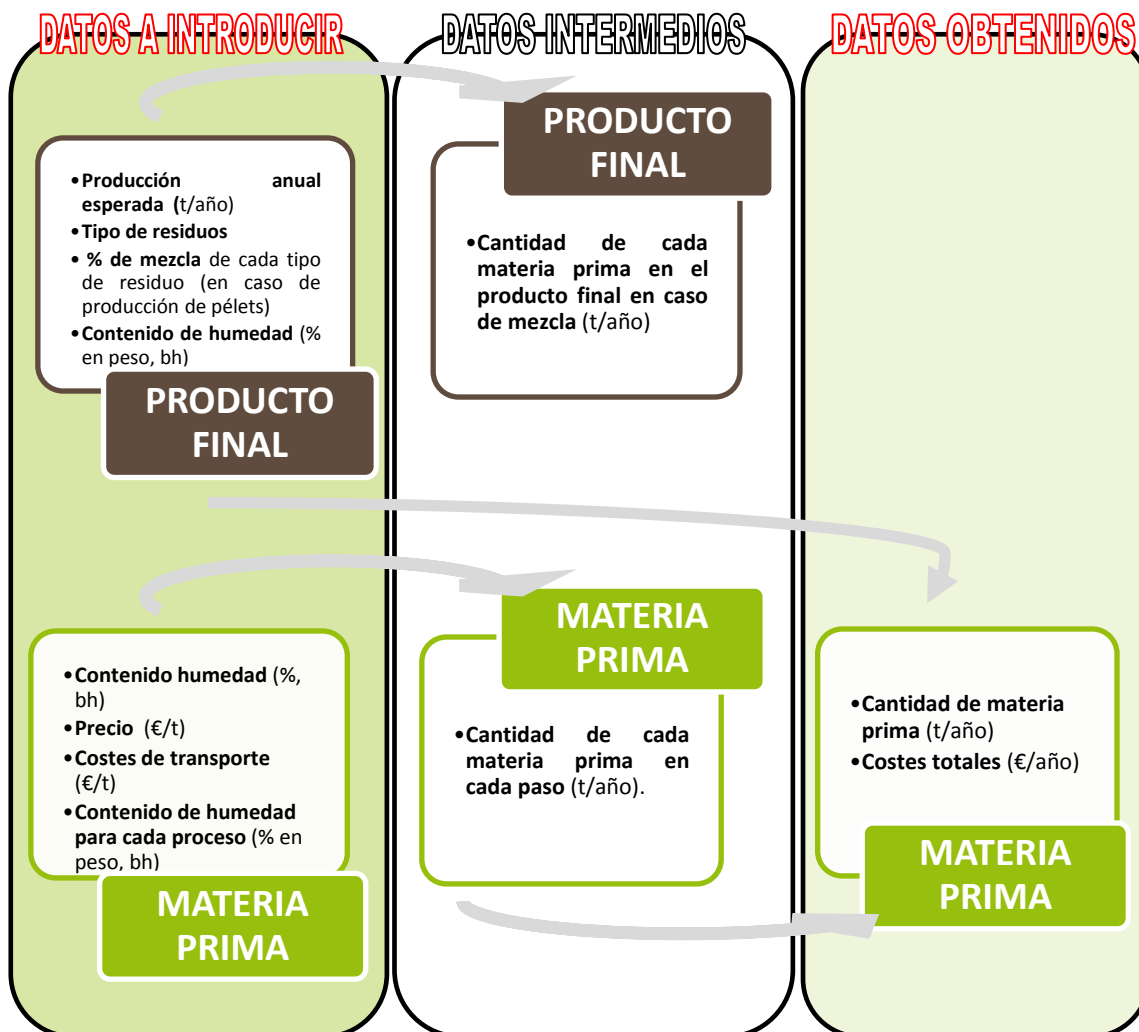 DATOS A INTRODUCIR
•Producción anual
esperada (t/año)
•Tipo de residuos
• % de mezcla de cada tipo
de residuo (en caso de
producción de pélets)
•Contenido de humedad (%
en peso, bh)
PRODUCTO
FINAL
•Contenido humedad (%,
bh)
•Precio (€/t)
•Costes de transporte
(€/t)
•Contenido de humedad
para cada proceso (% en
peso, bh)
MATERIA
PRIMA
DATOS INTERMEDIOS
PRODUCTO
FINAL
•Cantidad de cada
materia prima en el
producto final en caso
de mezcla (t/año)
MATERIA
PRIMA
•Cantidad de cada
materia prima en
cada paso (t/año).
DATOS OBTENIDOS
•Cantidad de materia
prima (t/año)
•Costes totales (€/año)
MATERIA
PRIMA